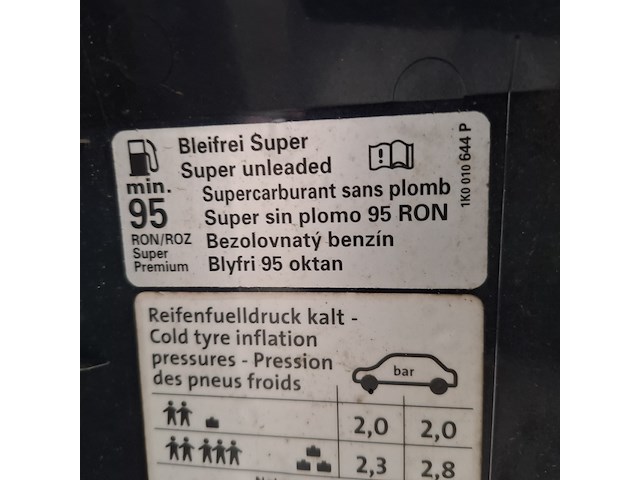 Bleifrei Super
min. Super unleaded
95 Supercarburant sans plomb
Super sin plomo 95 RON
RON/ROZ Bezolovnatý benzín
Super
Premium Blyfri 95 oktan
1K0 010 644 P
Reifenfuelldruck kalt -
Cold tyre inflation
pressures - Pression
des pneus froids
bar
2,0 2,0
2,3 2,8